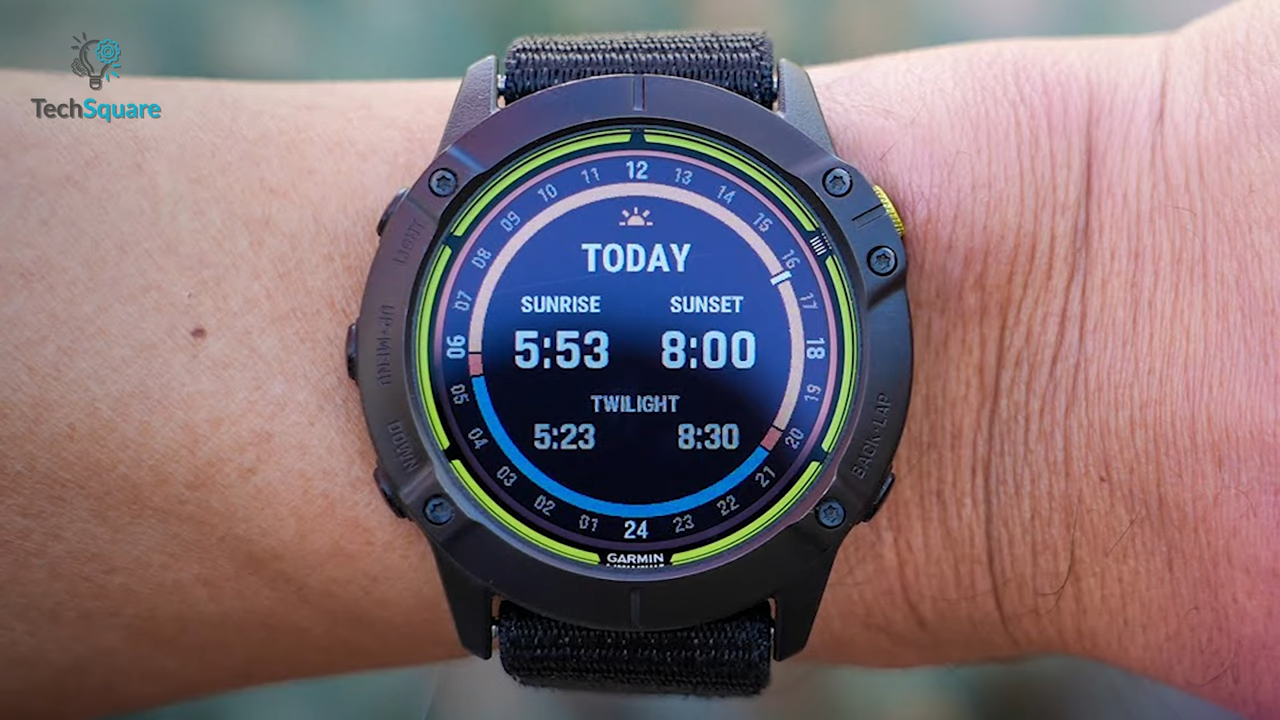 TechSquare
12
11 13
10 14
09 15
08 16
07 17
06 18
05 19
04 20
03 21
02 22
01 23
24
TODAY
SUNRISE SUNSET
5:53 8:00
TWILIGHT
5:23 8:30
GARMIN
LIGHT
UP·MENU
DOWN
BACK·LAP